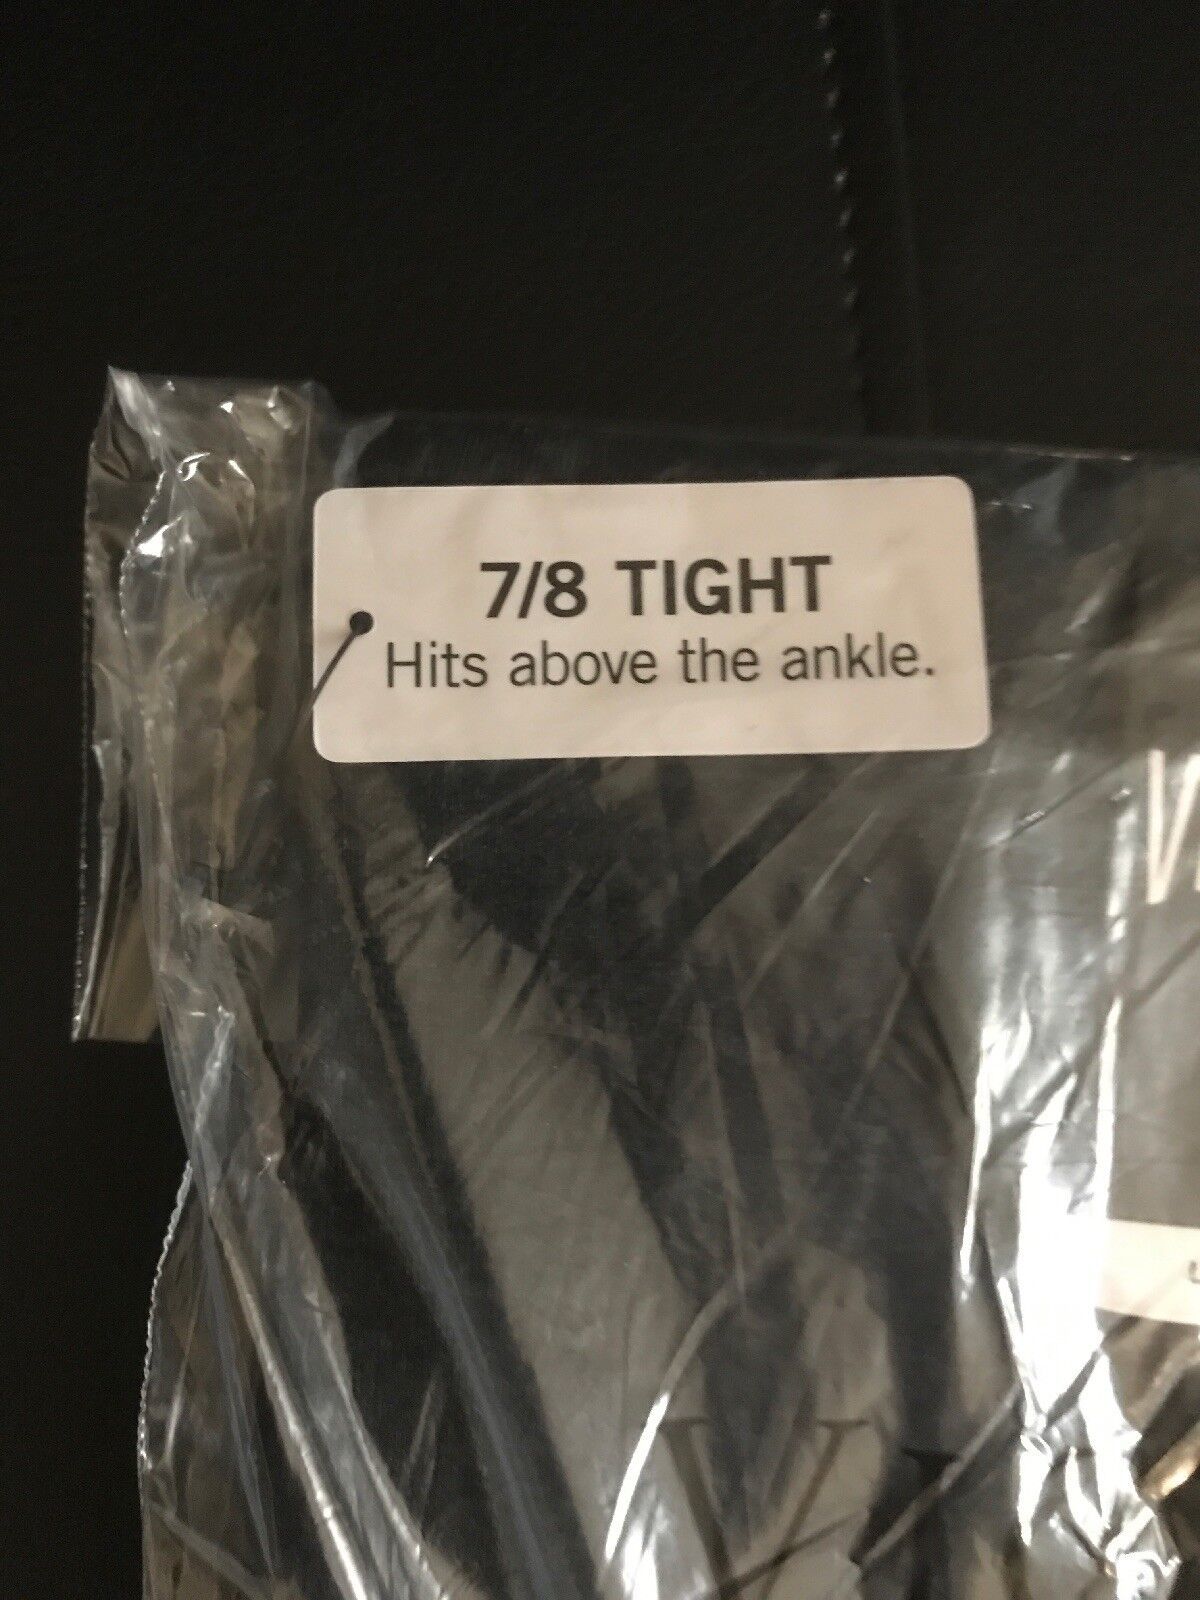 7/8 TIGHT
Hits above the ankle.